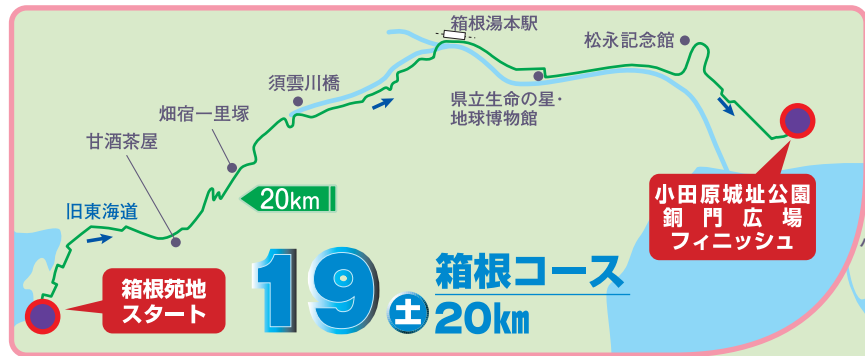 箱根湯本駅
松永記念館
須雲川橋
県立生命の星・
地球博物館
畑宿一里塚
甘酒茶屋
20km
旧東海道
小田原城址公園
銅門広場
フィニッシュ
箱根苑地
スタート
19土
箱根コース
20km